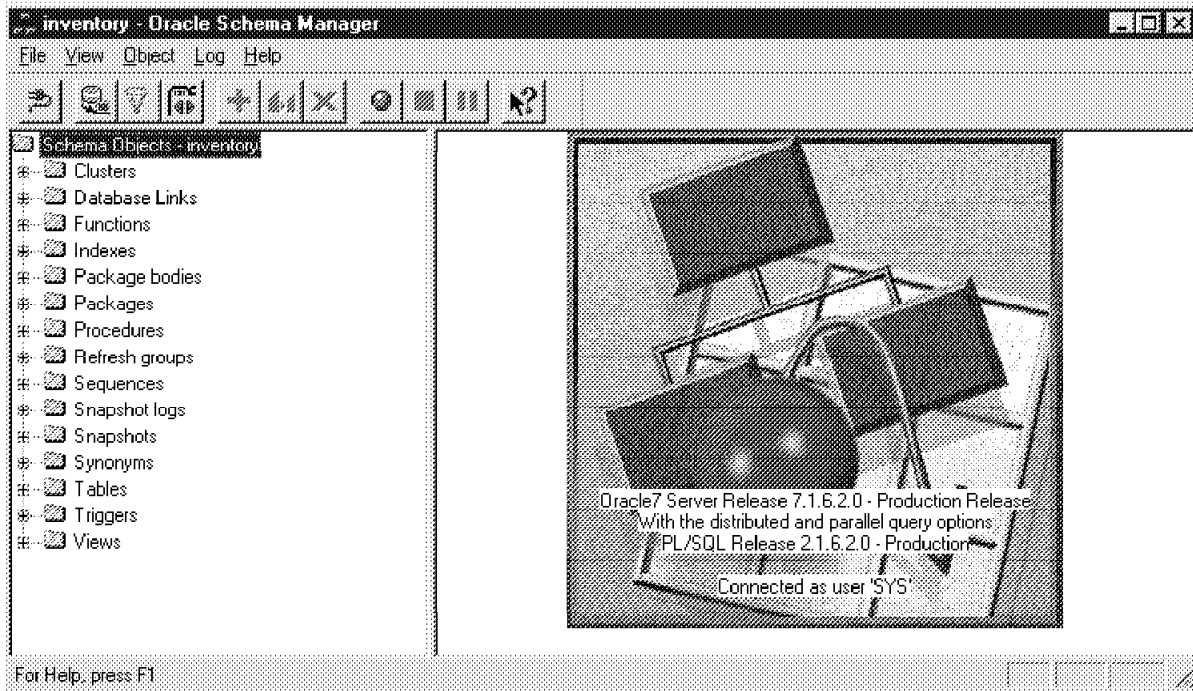 inventory - Oracle Schema Manager
File View Object Log Help
Schema Objects - inventory
Clusters
Database Links
Functions
Indexes
Package bodies
Packages
Procedures
Refresh groups
Sequences
Snapshot logs
Snapshots
Synonyms
Tables
Triggers
Views
Oracle7 Server Release 7.1.6.2.0 - Production Release
With the distributed and parallel query options
PL/SQL Release 2.1.6.2.0 - Production
Connected as user 'SYS'
For Help, press F1